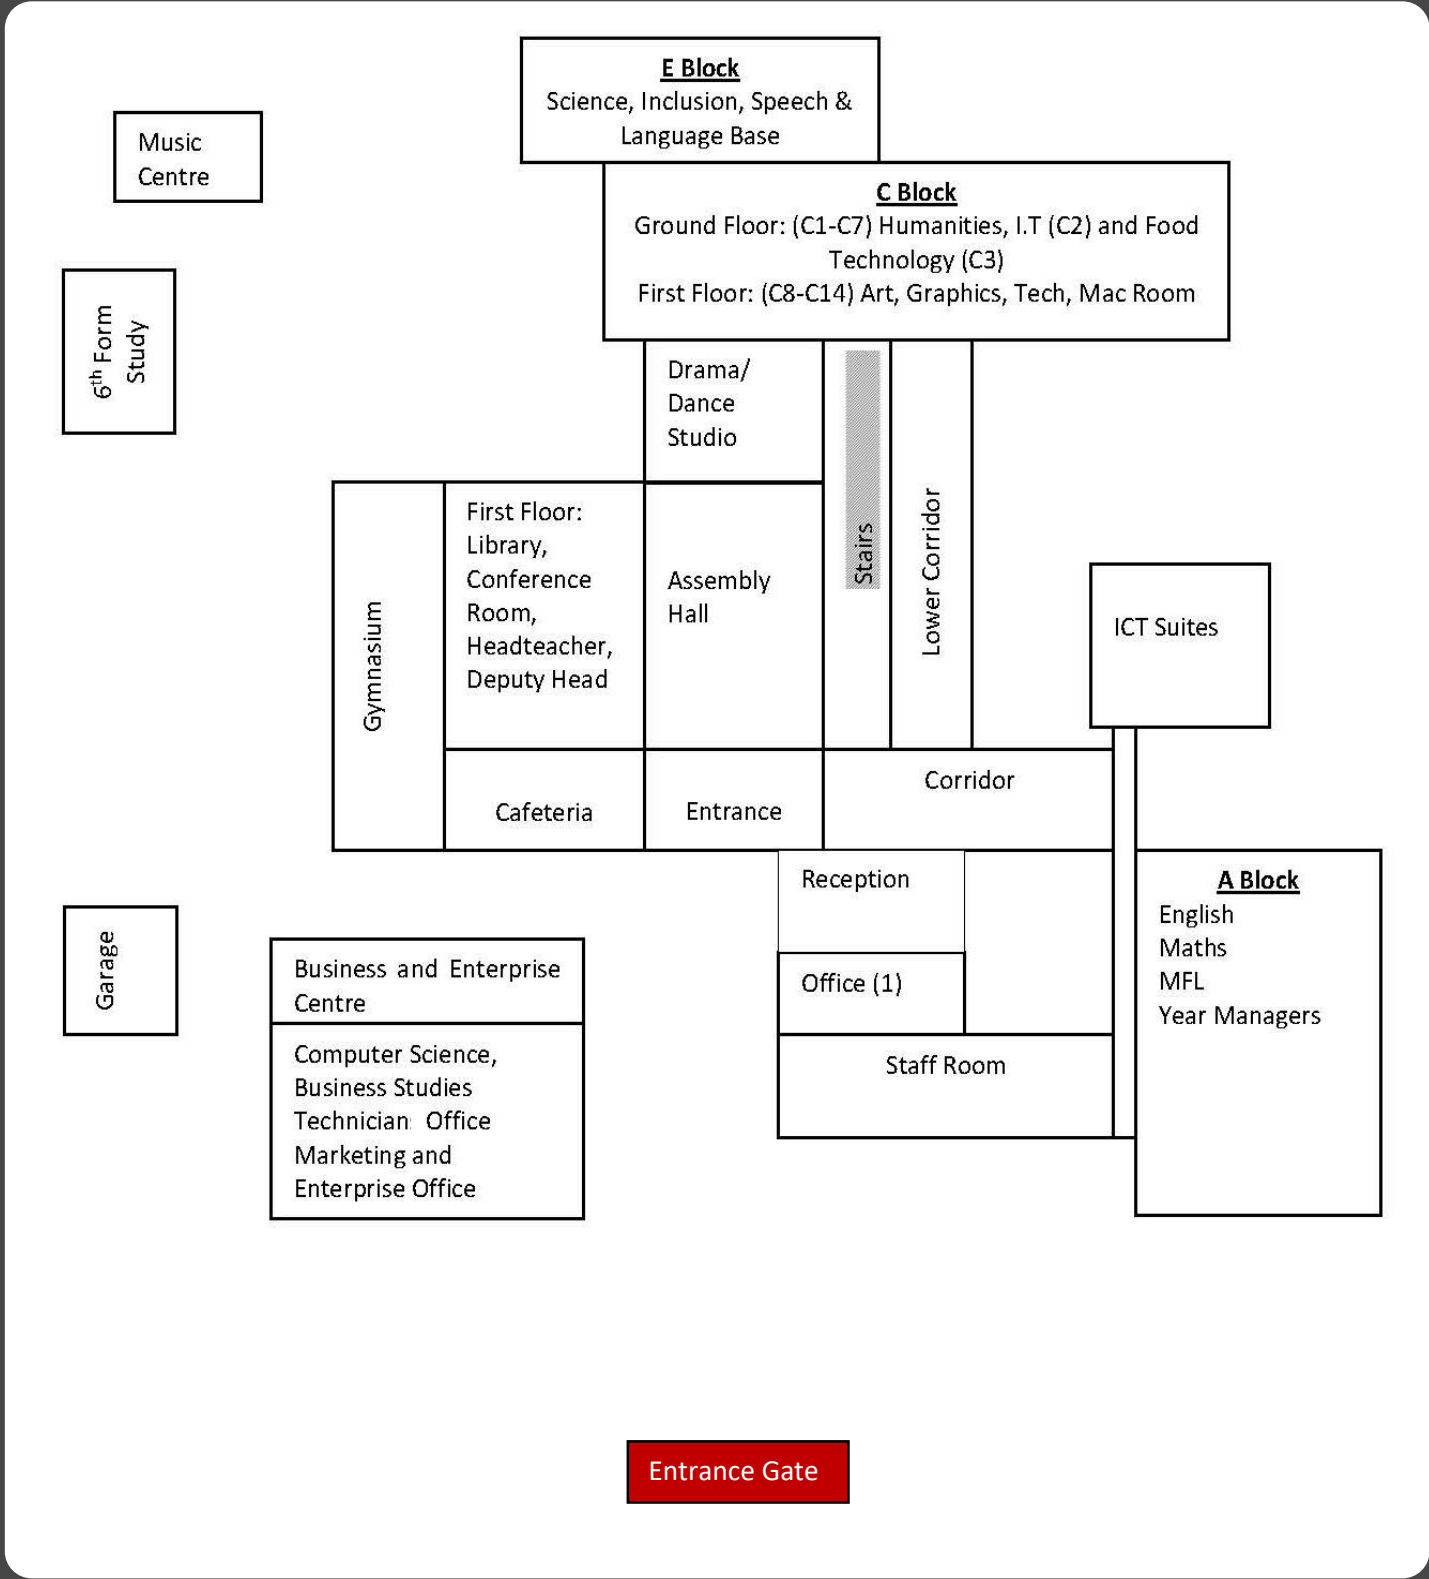 E Block
Science, Inclusion, Speech &
Language Base
Music
Centre
C Block
Ground Floor: (C1-C7) Humanities, I.T (C2) and Food
Technology (C3)
First Floor: (C8-C14) Art, Graphics, Tech, Mac Room
6th Form
Study
Drama/
Dance
Studio
Stairs
Lower Corridor
Gymnasium
First Floor:
Library,
Conference
Room,
Headteacher,
Deputy Head
Assembly
Hall
ICT Suites
Cafeteria
Entrance
Corridor
Reception
Office (1)
Staff Room
A Block
English
Maths
MFL
Year Managers
Garage
Business and Enterprise
Centre
Computer Science,
Business Studies
Technician Office
Marketing and
Enterprise Office
Entrance Gate